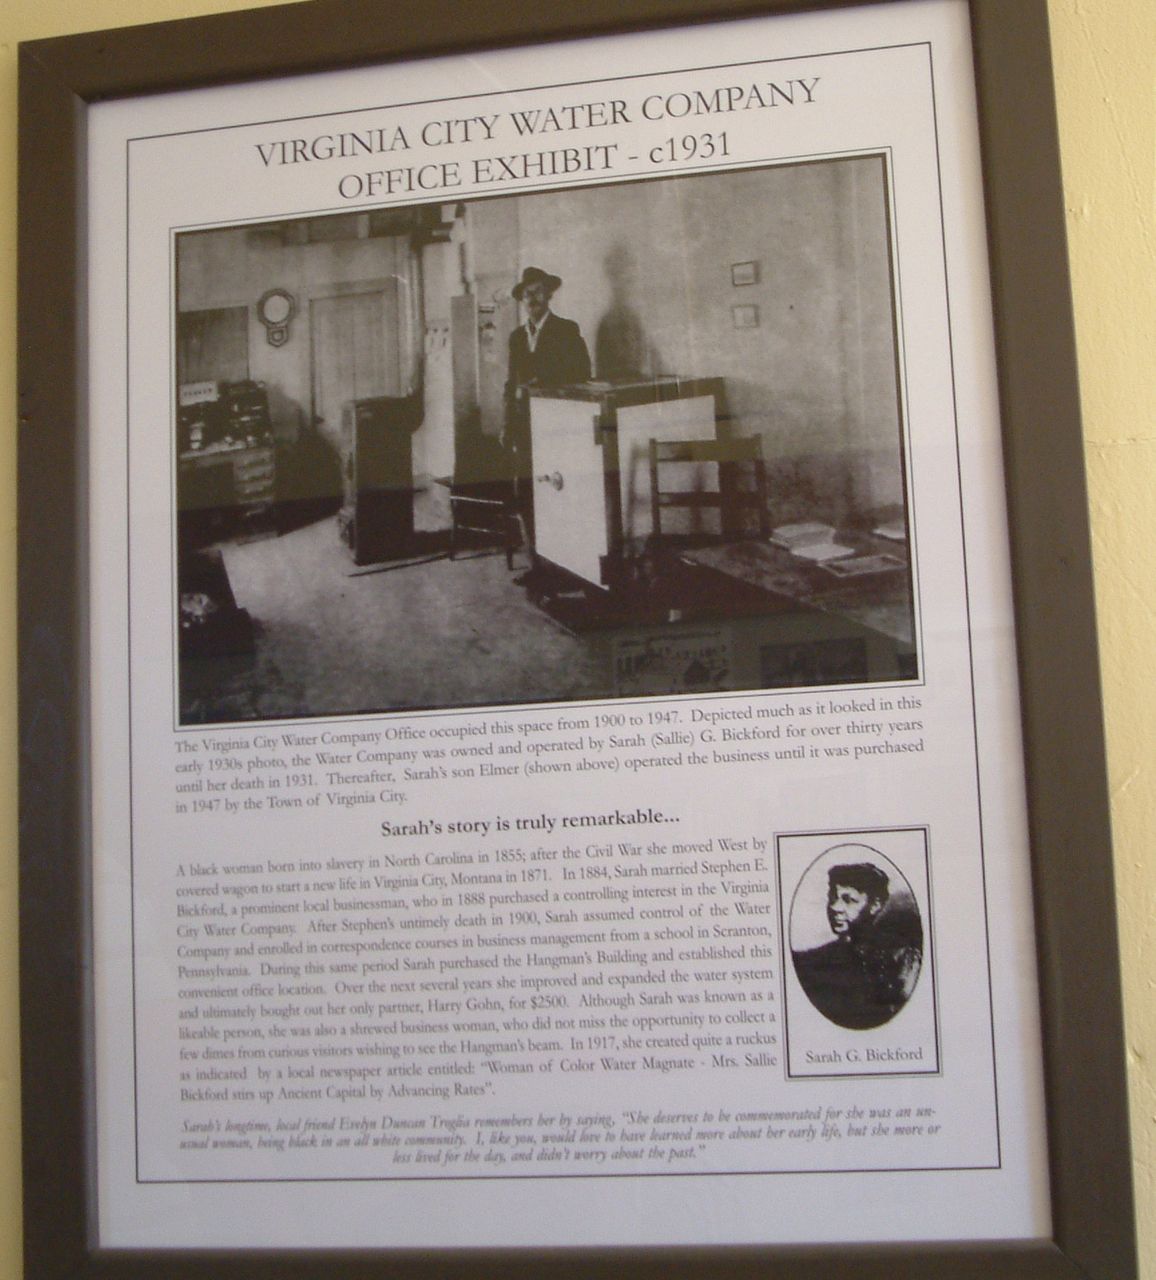 VIRGINIA CITY WATER COMPANY
OFFICE EXHIBIT - c1931
The Virginia City Water Company Office occupied this space from 1900 to 1947. Depicted much as it looked in this
early 1930s photo, the Water Company was owned and operated by Sarah (Sallie) G. Bickford for over thirty years
until her death in 1931. Thereafter, Sarah's son Elmer (shown above) operated the business until it was purchased
in 1947 by the Town of Virginia City.
Sarah's story is truly remarkable...
A black woman born into slavery in North Carolina in 1855; after the Civil War she moved West by
covered wagon to start a new life in Virginia City, Montana in 1871. In 1884, Sarah married Stephen E.
Bickford, a prominent local businessman, who in 1888 purchased a controlling interest in the Virginia
City Water Company. After Stephen's untimely death in 1900, Sarah assumed control of the Water
Company and enrolled in correspondence courses in business management from a school in Scranton,
Pennsylvania. During this same period Sarah purchased the Hangman's Building and established this
convenient office location. Over the next several years she improved and expanded the water system
and ultimately bought out her only partner, Harry Gohn, for $2500. Although Sarah was known as a
likeable person, she was also a shrewed business woman, who did not miss the opportunity to collect a
few dimes from curious visitors wishing to see the Hangman's beam. In 1917, she created quite a ruckus
as indicated by a local newspaper article entitled: "Woman of Color Water Magnate - Mrs. Sallie
Bickford stirs up Ancient Capital by Advancing Rates".
Sarah G. Bickford
Sarah's longtime, local friend Evelyn Duncan Troglia remembers her by saying, "She deserves to be commemorated for she was an un-
usual woman, being black in an all white community. I, like you, would love to have learned more about her early life, but she more or
less lived for the day, and didn't worry about the past."